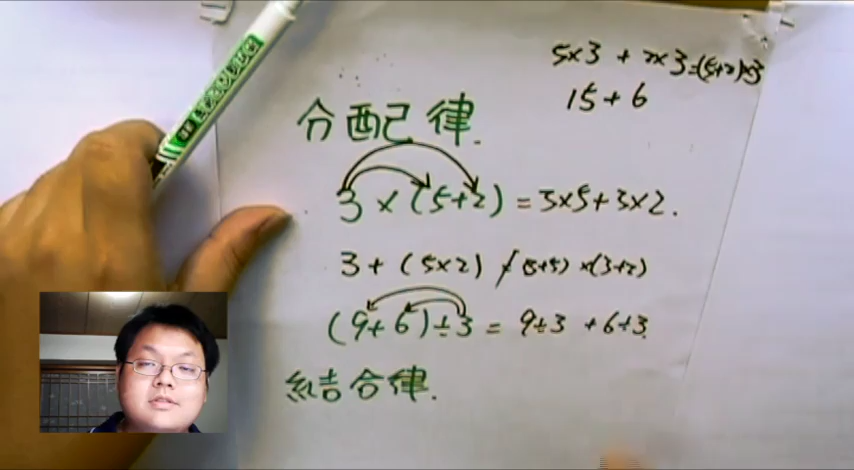 5×3 + 2×3=(5+2)×3
15+6
分配律.
3×(5+2)=3×5+3×2.
3+(5×2)≠(3+5)×(3+2)
(9+6)÷3=9÷3+6÷3.
結合律.